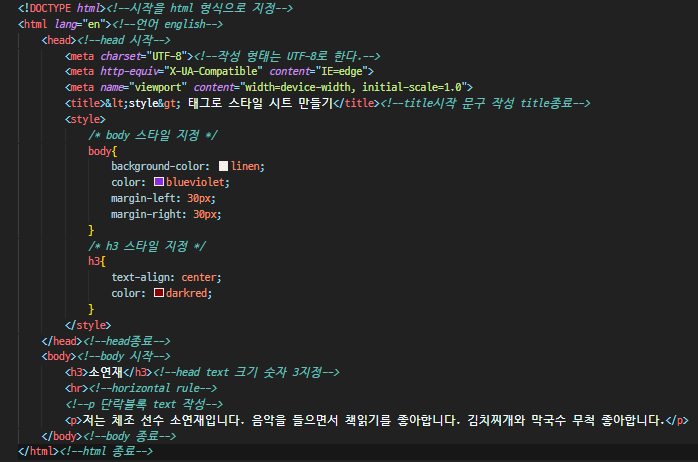 <!DOCTYPE html><!--시작을 html 형식으로 지정-->
<html lang="en"><!--언어 english-->
<head><!--head 시작-->
<meta charset="UTF-8"><!--작성 형태는 UTF-8로 한다.-->
<meta http-equiv="X-UA-Compatible" content="IE=edge">
<meta name="viewport" content="width=device-width, initial-scale=1.0">
<title>&lt;style&gt; 태그로 스타일 시트 만들기</title><!--title시작 문구 작성 title종료-->
<style>
/* body 스타일 지정 */
body{
background-color: linen;
color: blueviolet;
margin-left: 30px;
margin-right: 30px;
}
/* h3 스타일 지정 */
h3{
text-align: center;
color: darkred;
}
</style>
</head><!--head종료-->
<body><!--body 시작-->
<h3>소연재</h3><!--head text 크기 숫자 3지정-->
<hr><!--horizontal rule-->
<!--p 단락블록 text 작성-->
<p>저는 체조 선수 소연재입니다. 음악을 들으면서 책읽기를 좋아합니다. 김치찌개와 막국수 무척 좋아합니다.</p>
</body><!--body 종료-->
</html><!--html 종료-->